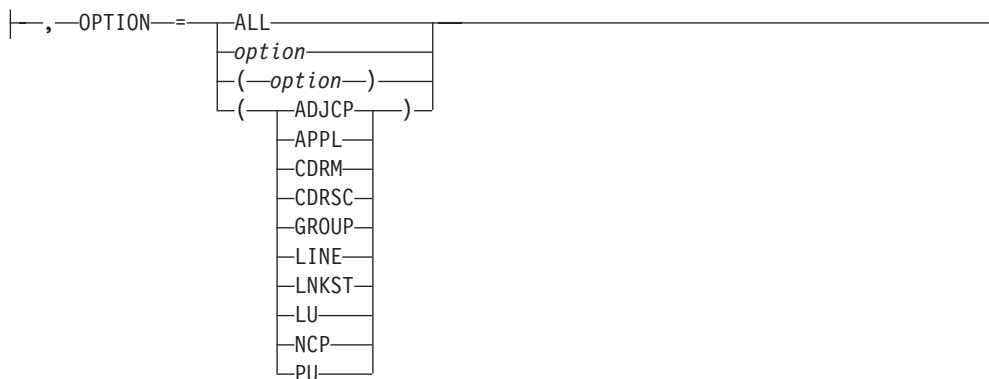 , OPTION = ALL
option
( option )
( ADJCP )
APPL
CDRM
CDRSC
GROUP
LINE
LNKST
LU
NCP
PU